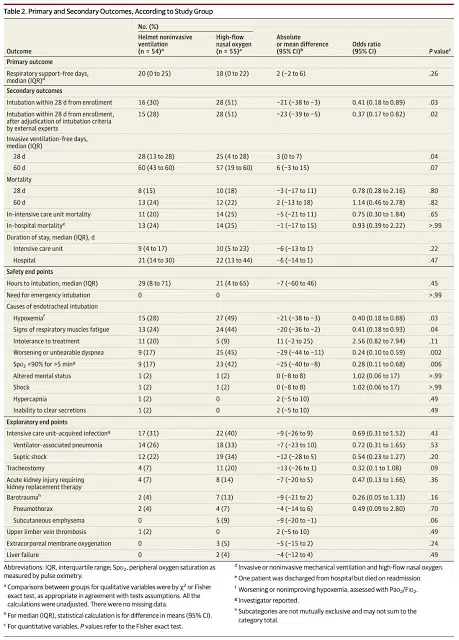 Table 2. Primary and Secondary Outcomes, According to Study Group
No. (%)
Outcome Helmet noninvasive ventilation (n = 54)ᵃ High-flow nasal oxygen (n = 55)ᵃ Absolute or mean difference (95% CI)ᵇ Odds ratio (95% CI) P valueᶜ
Primary outcome
Respiratory support-free days, median (IQR)ᵈ 20 (0 to 25) 18 (0 to 22) 2 (−2 to 6) .26
Secondary outcomes
Intubation within 28 d from enrollment 16 (30) 28 (51) −21 (−38 to −3) 0.41 (0.18 to 0.89) .03
Intubation within 28 d from enrollment, after adjudication of intubation criteria by external experts 15 (28) 28 (51) −23 (−39 to −5) 0.37 (0.17 to 0.82) .02
Invasive ventilation-free days, median (IQR)
28 d 28 (13 to 28) 25 (4 to 28) 3 (0 to 7) .04
60 d 60 (43 to 60) 57 (19 to 60) 6 (−3 to 15) .07
Mortality
28 d 8 (15) 10 (18) −3 (−17 to 11) 0.78 (0.28 to 2.16) .80
60 d 13 (24) 12 (22) 2 (−13 to 18) 1.14 (0.46 to 2.78) .82
In-intensive care unit mortality 11 (20) 14 (25) −5 (−21 to 11) 0.75 (0.30 to 1.84) .65
In-hospital mortalityᵉ 13 (24) 14 (25) −1 (−17 to 15) 0.93 (0.39 to 2.22) >.99
Duration of stay, median (IQR), d
Intensive care unit 9 (4 to 17) 10 (5 to 23) −6 (−13 to 1) .22
Hospital 21 (14 to 30) 22 (13 to 44) −6 (−14 to 1) .47
Safety end points
Hours to intubation, median (IQR) 29 (8 to 71) 21 (4 to 65) −7 (−60 to 46) .45
Need for emergency intubation 0 0 >.99
Causes of endotracheal intubation
Hypoxemiaᶠ 15 (28) 27 (49) −21 (−38 to −3) 0.40 (0.18 to 0.88) .03
Signs of respiratory muscles fatigue 13 (24) 24 (44) −20 (−36 to −2) 0.41 (0.18 to 0.93) .04
Intolerance to treatment 11 (20) 5 (9) 11 (−2 to 25) 2.56 (0.82 to 7.94) .11
Worsening or unbearable dyspnea 9 (17) 25 (45) −29 (−44 to −11) 0.24 (0.10 to 0.59) .002
Spo₂ <90% for >5 minᵍ 9 (17) 23 (42) −25 (−40 to −8) 0.28 (0.11 to 0.68) .006
Altered mental status 1 (2) 1 (2) 0 (−8 to 8) 1.02 (0.06 to 17) >.99
Shock 1 (2) 1 (2) 0 (−8 to 8) 1.02 (0.06 to 17) >.99
Hypercapnia 1 (2) 0 2 (−5 to 10) .49
Inability to clear secretions 1 (2) 0 2 (−5 to 10) .49
Exploratory end points
Intensive care unit-acquired infectionᵍ 17 (31) 22 (40) −9 (−26 to 9) 0.69 (0.31 to 1.52) .43
Ventilator-associated pneumonia 14 (26) 18 (33) −7 (−23 to 10) 0.72 (0.31 to 1.65) .53
Septic shock 12 (22) 19 (34) −12 (−28 to 5) 0.54 (0.23 to 1.27) .20
Tracheostomy 4 (7) 11 (20) −13 (−26 to 1) 0.32 (0.1 to 1.08) .09
Acute kidney injury requiring kidney replacement therapy 4 (7) 8 (14) −7 (−20 to 5) 0.47 (0.13 to 1.66) .36
Barotraumaʰ 2 (4) 7 (13) −9 (−21 to 2) 0.26 (0.05 to 1.33) .16
Pneumothorax 2 (4) 4 (7) −4 (−14 to 6) 0.49 (0.09 to 2.80) .70
Subcutaneous emphysema 0 5 (9) −9 (−20 to −1) .06
Upper limber vein thrombosis 1 (2) 0 2 (−5 to 10) .49
Extracorporeal membrane oxygenation 0 3 (5) −5 (−15 to 2) .24
Liver failure 0 2 (4) −4 (−12 to 4) .49
Abbreviations: IQR, interquartile range; Spo₂, peripheral oxygen saturation as
measured by pulse oximetry.
ᵃ Comparisons between groups for qualitative variables were by χ² or Fisher
exact test, as appropriate in agreement with tests assumptions. All the
calculations were unadjusted. There were no missing data.
ᵇ For median (IQR), statistical calculation is for difference in means (95% CI).
ᶜ For quantitative variables, P values refer to the Fisher exact test.
ᵈ Invasive or noninvasive mechanical ventilation and high-flow nasal oxygen.
ᵉ One patient was discharged from hospital but died on readmission.
ᶠ Worsening or nonimproving hypoxemia, assessed with Pao₂/Fio₂.
ᵍ Investigator reported.
ʰ Subcategories are not mutually exclusive and may not sum to the
category total.